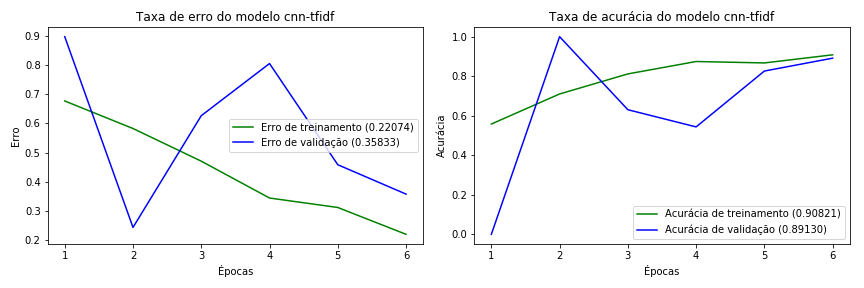 Taxa de erro do modelo cnn-tfidf
0.9
0.8
0.7
0.6
0.5
0.4
0.3
0.2
Erro
1 2 3 4 5 6
Épocas
Erro de treinamento (0.22074)
Erro de validação (0.35833)
Taxa de acurácia do modelo cnn-tfidf
1.0
0.8
0.6
0.4
0.2
0.0
Acurácia
1 2 3 4 5 6
Épocas
Acurácia de treinamento (0.90821)
Acurácia de validação (0.89130)